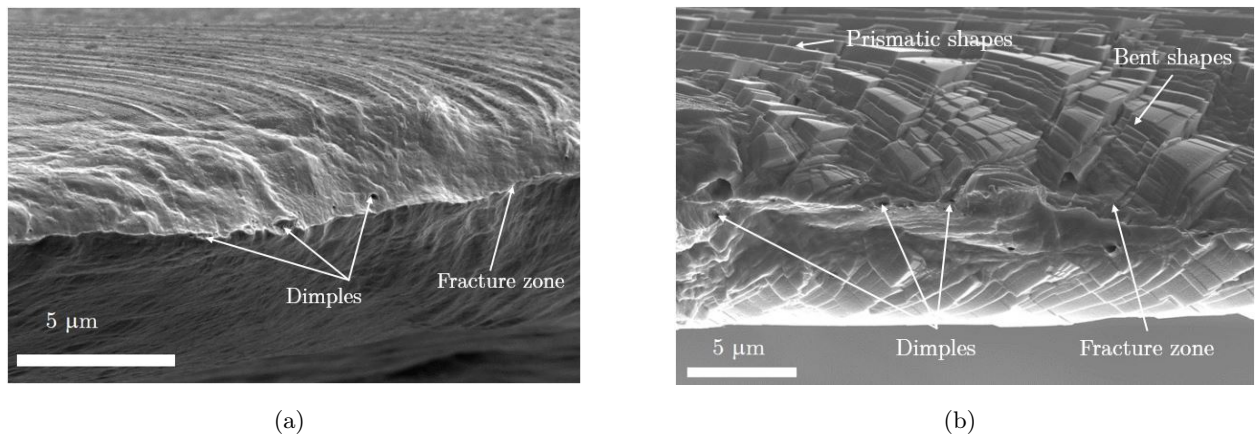 Dimples
Fracture zone
5 μm
(a)
Prismatic shapes
Bent shapes
Dimples
Fracture zone
5 μm
(b)